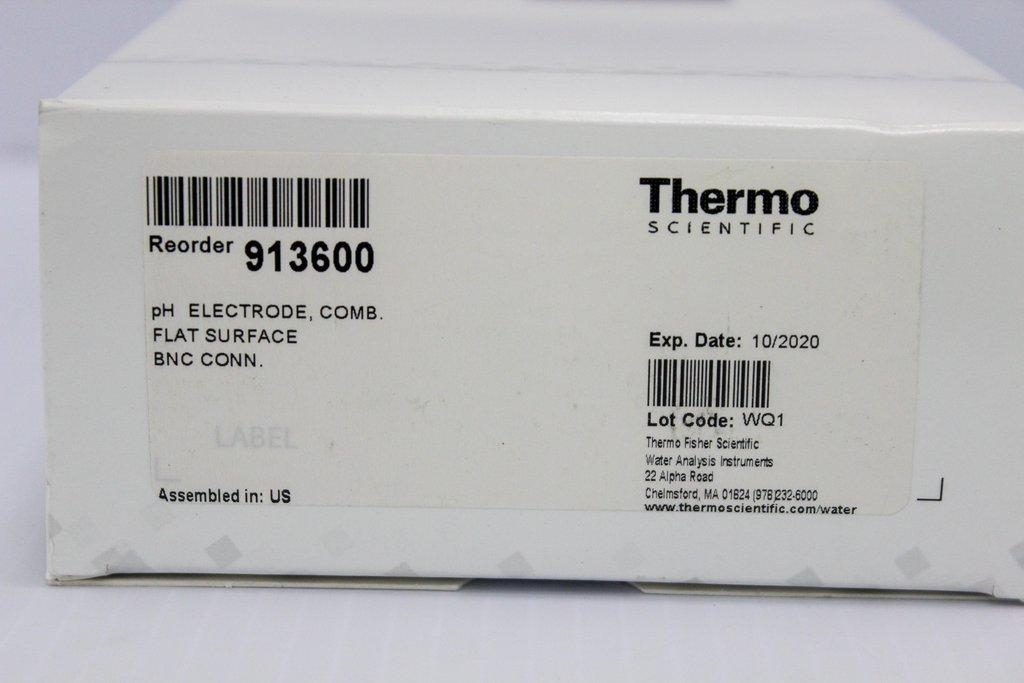 Reorder 913600
pH ELECTRODE, COMB.
FLAT SURFACE
BNC CONN.
LABEL
Assembled in: US
Thermo
SCIENTIFIC
Exp. Date: 10/2020
Lot Code: WQ1
Thermo Fisher Scientific
Water Analysis Instruments
22 Alpha Road
Chelmsford, MA 01824 (978)232-6000
www.thermoscientific.com/water